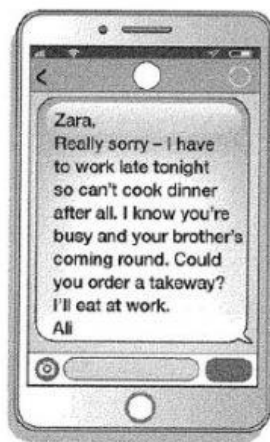 Zara,
Really sorry – I have
to work late tonight
so can't cook dinner
after all. I know you're
busy and your brother's
coming round. Could
you order a takeway?
I'll eat at work.
Ali